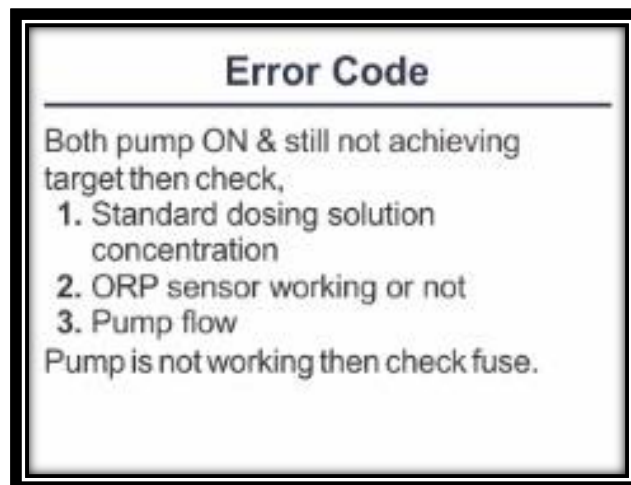 Error Code
Both pump ON & still not achieving
target then check,
1. Standard dosing solution
concentration
2. ORP sensor working or not
3. Pump flow
Pump is not working then check fuse.